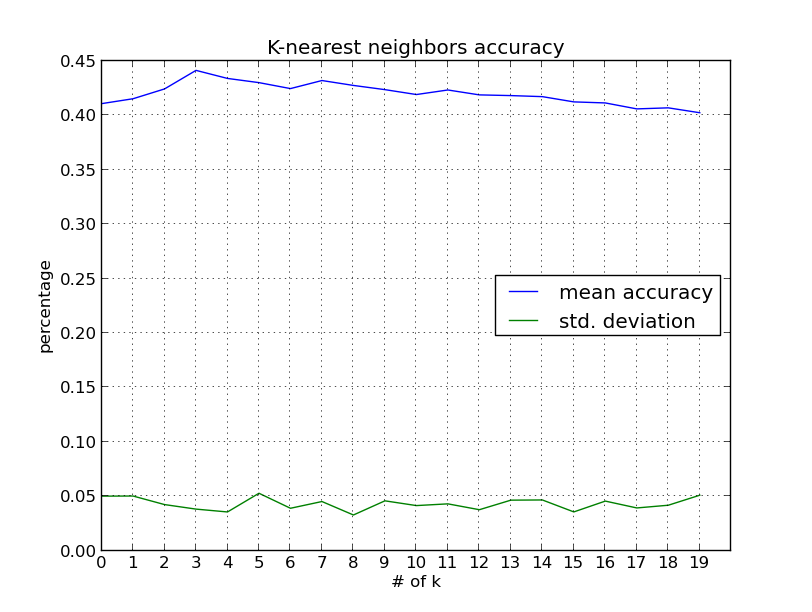 K-nearest neighbors accuracy
0.45
0.40
0.35
0.30
0.25
0.20
0.15
0.10
0.05
0.00
percentage
mean accuracy
std. deviation
0 1 2 3 4 5 6 7 8 9 10 11 12 13 14 15 16 17 18 19
# of k